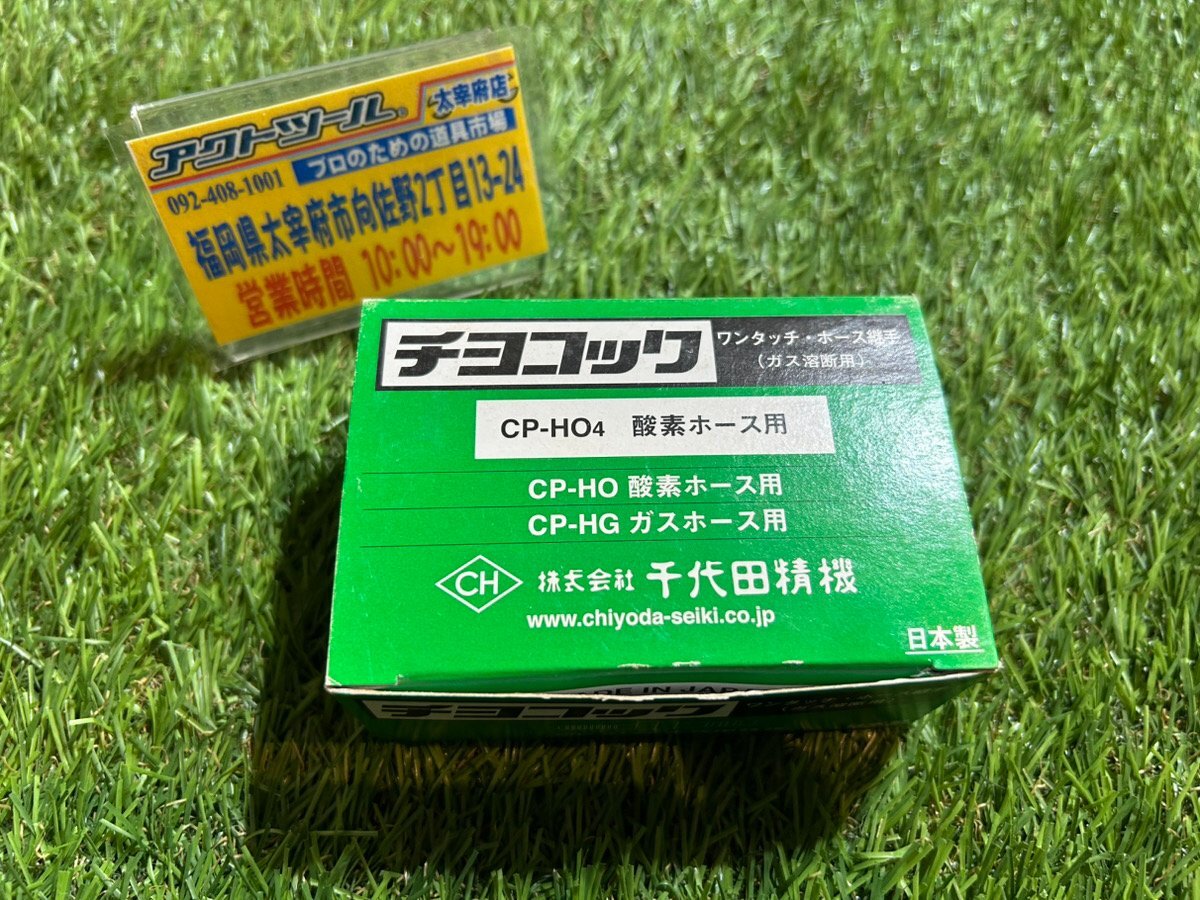 アクトツール 太宰府店
092-408-1001 プロのための道具市場
福岡県太宰府市向佐野2丁目13-24
営業時間 10:00〜19:00
チヨコック ワンタッチ・ホース継手
(ガス溶断用)
CP-HO4 酸素ホース用
CP-HO 酸素ホース用
CP-HG ガスホース用
CH 株式会社 千代田精機
www.chiyoda-seiki.co.jp
日本製
チヨコック